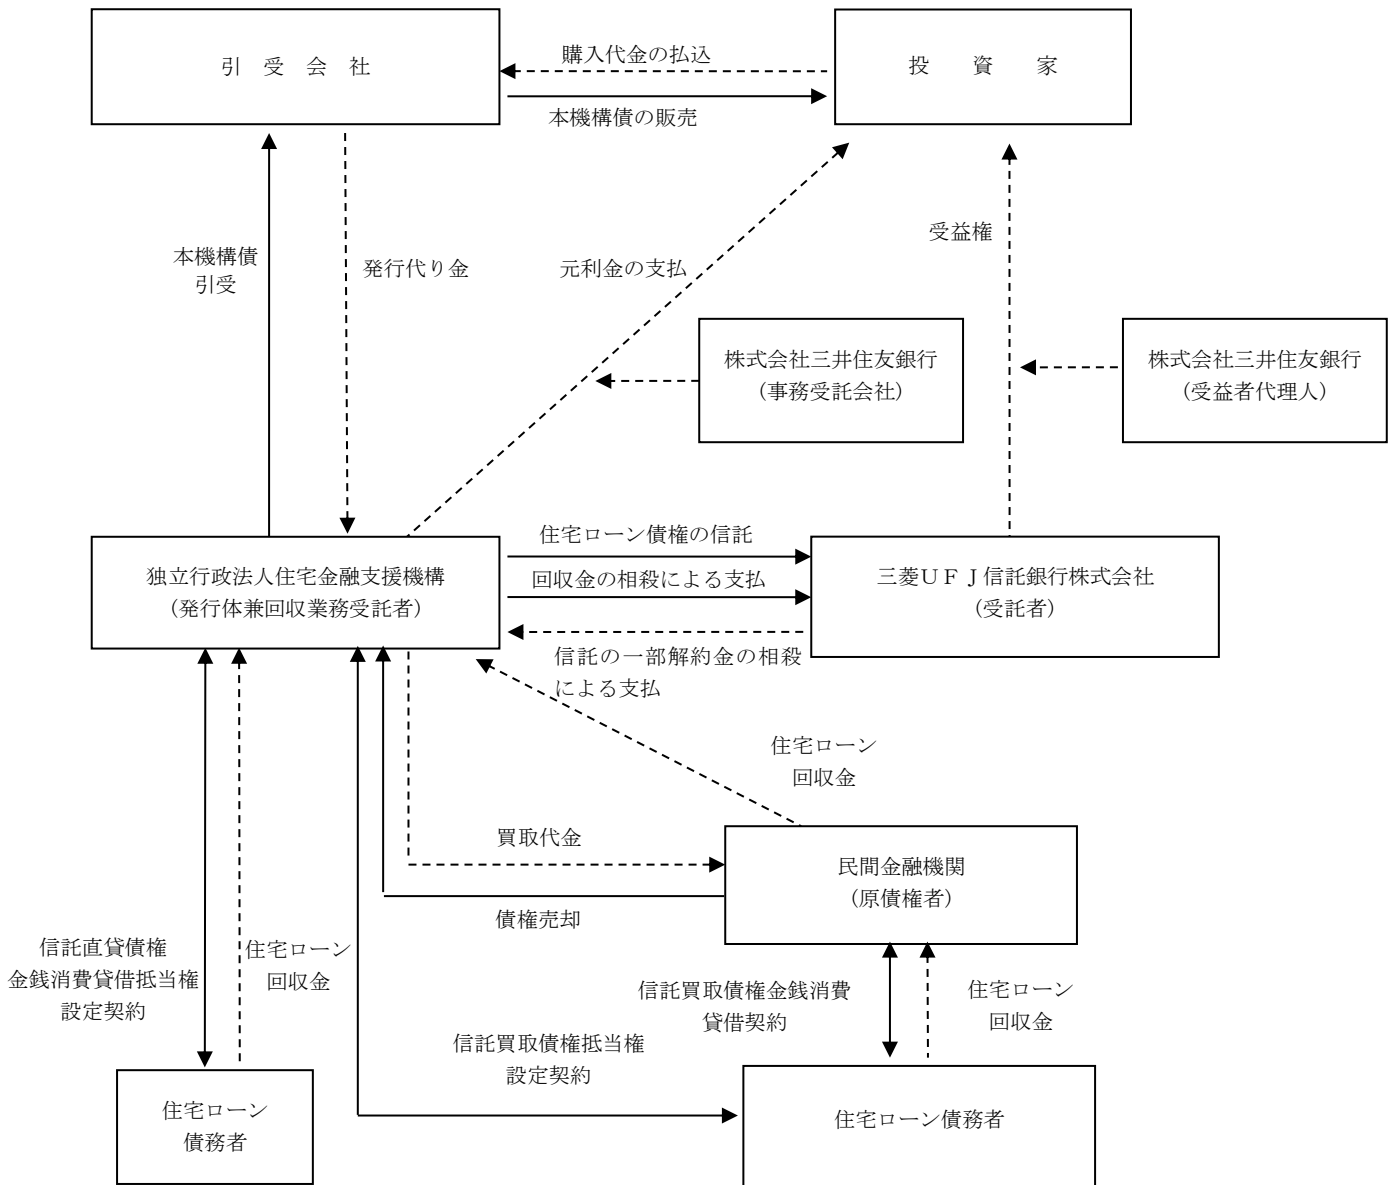 引　受　会　社
購入代金の払込
投　　資　　家
本機構債の販売
本機構債
引受
発行代り金
元利金の支払
受益権
株式会社三井住友銀行
（事務受託会社）
株式会社三井住友銀行
（受益者代理人）
独立行政法人住宅金融支援機構
（発行体兼回収業務受託者）
住宅ローン債権の信託
回収金の相殺による支払
三菱ＵＦＪ信託銀行株式会社
（受託者）
信託の一部解約金の相殺
による支払
住宅ローン
回収金
買取代金
民間金融機関
（原債権者）
債権売却
信託直貸債権
金銭消費貸借抵当権
設定契約
住宅ローン
回収金
信託買取債権金銭消費
貸借契約
住宅ローン
回収金
信託買取債権抵当権
設定契約
住宅ローン
債務者
住宅ローン債務者